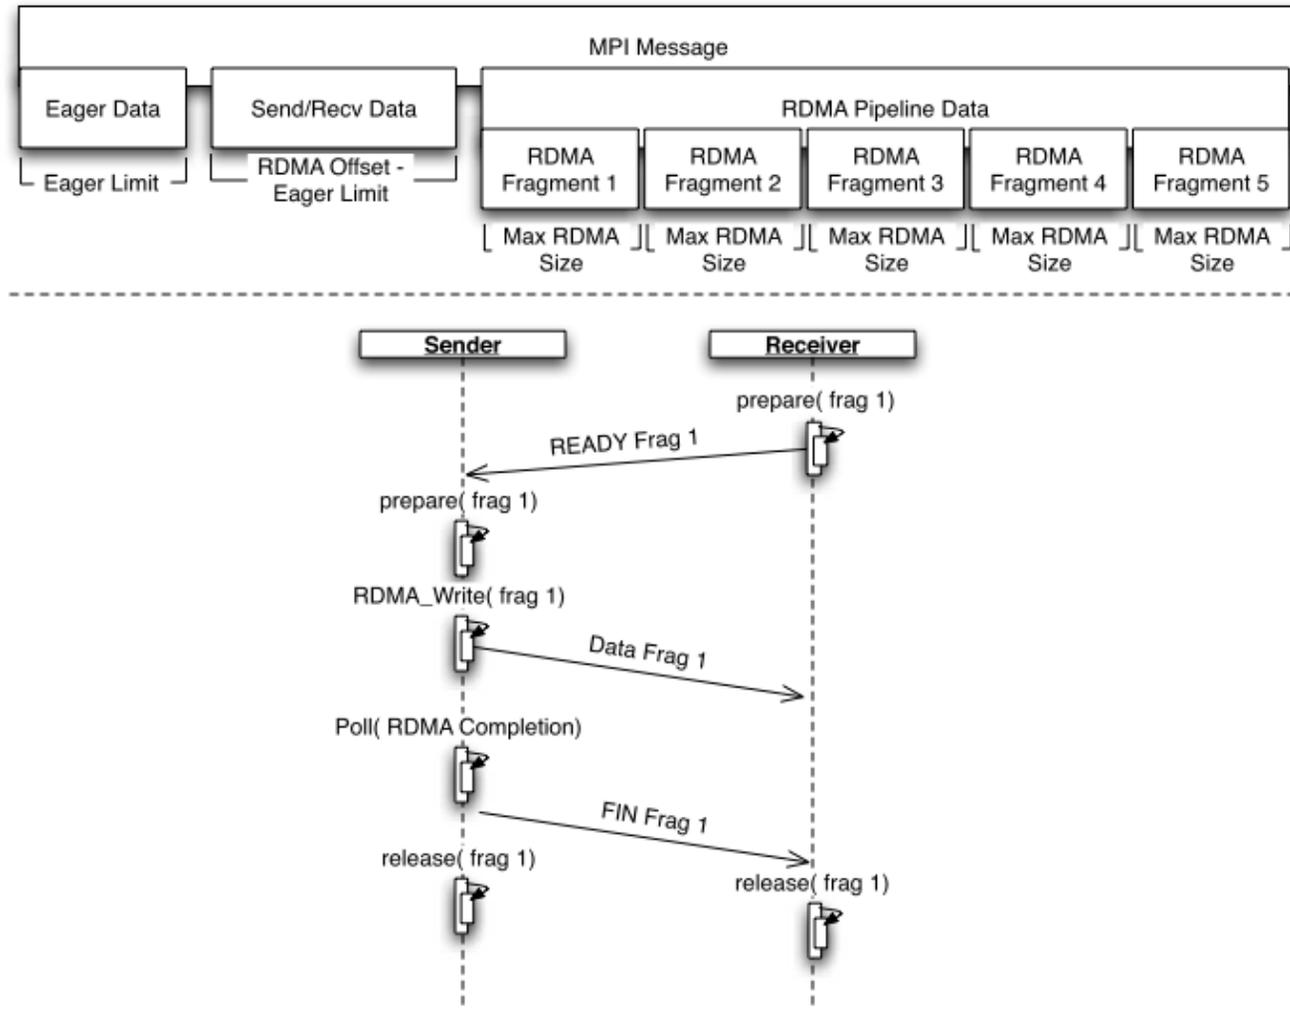 MPI Message
Eager Data
Send/Recv Data
RDMA Pipeline Data
RDMA
Fragment 1
RDMA
Fragment 2
RDMA
Fragment 3
RDMA
Fragment 4
RDMA
Fragment 5
Eager Limit
RDMA Offset -
Eager Limit
Max RDMA
Size
Max RDMA
Size
Max RDMA
Size
Max RDMA
Size
Max RDMA
Size
Sender
Receiver
prepare( frag 1)
READY Frag 1
prepare( frag 1)
RDMA_Write( frag 1)
Data Frag 1
Poll( RDMA Completion)
FIN Frag 1
release( frag 1)
release( frag 1)